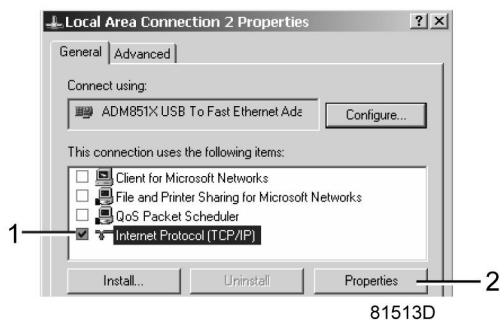 Local Area Connection 2 Properties ? X
General Advanced
Connect using:
ADM851X USB To Fast Ethernet Ada Configure...
This connection uses the following items:
Client for Microsoft Networks
File and Printer Sharing for Microsoft Networks
QoS Packet Scheduler
1 Internet Protocol (TCP/IP)
Install... Uninstall Properties 2
81513D